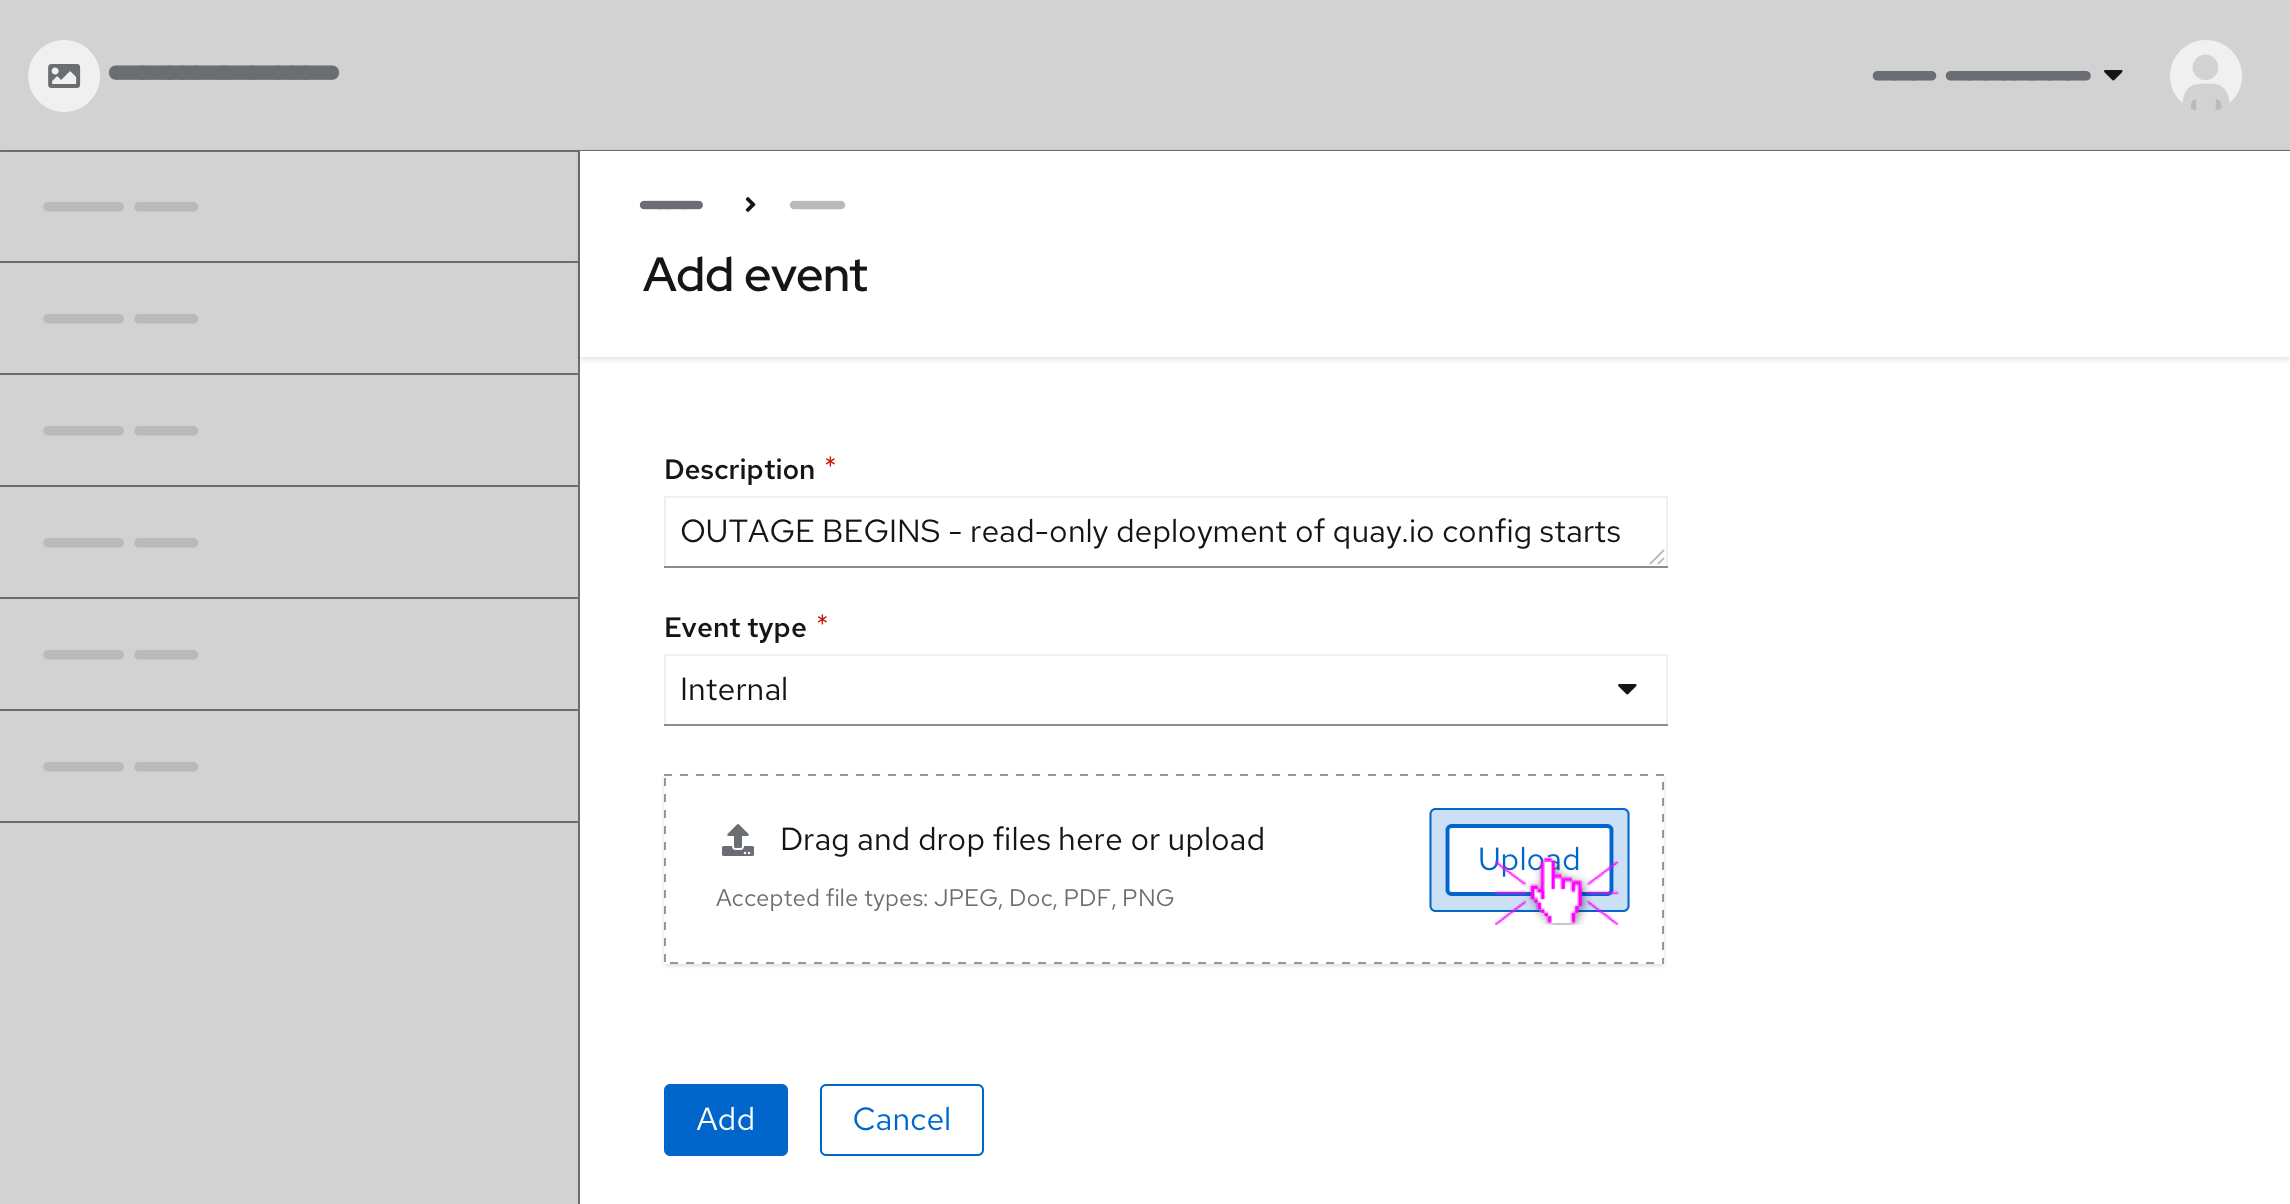 Add event
Description *
OUTAGE BEGINS - read-only deployment of quay.io config starts
Event type *
Internal
Drag and drop files here or upload
Upload
Accepted file types: JPEG, Doc, PDF, PNG
Add
Cancel